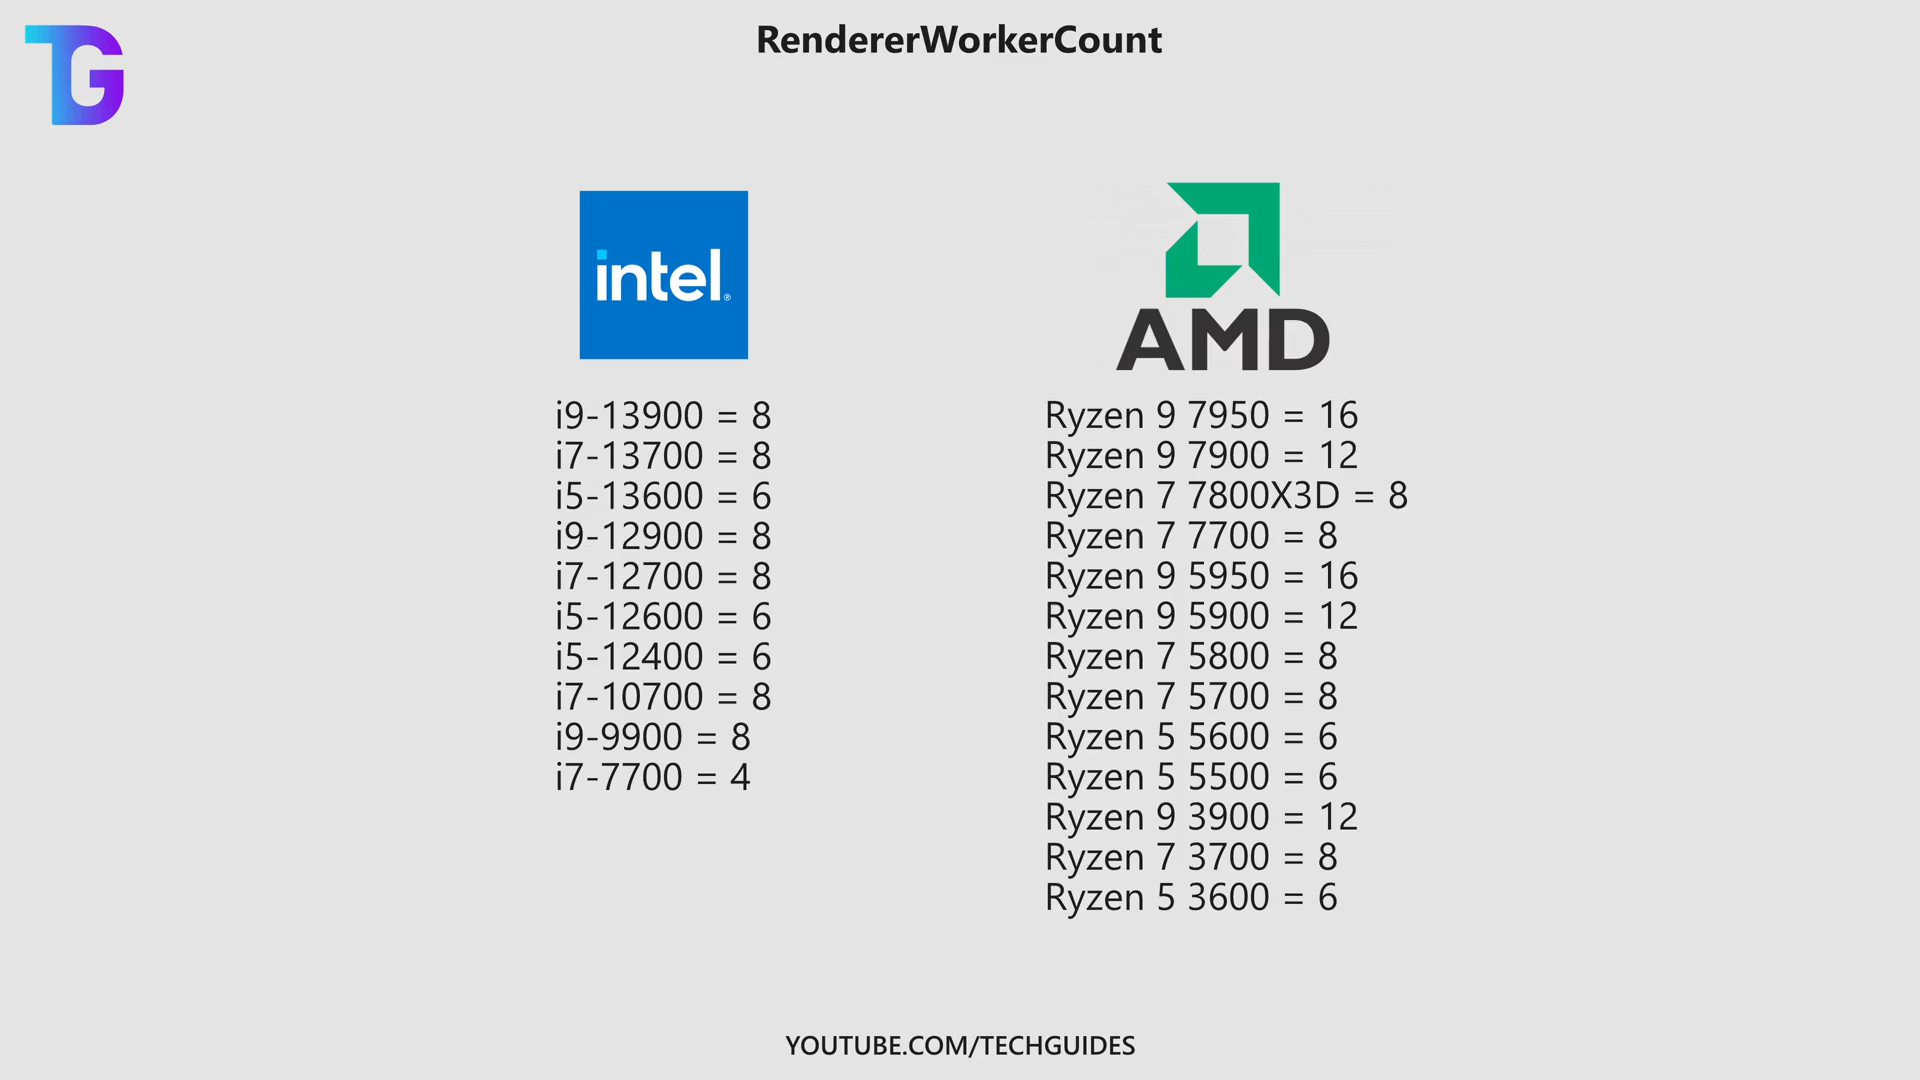 RendererWorkerCount
TG
intel®
i9-13900 = 8
i7-13700 = 8
i5-13600 = 6
i9-12900 = 8
i7-12700 = 8
i5-12600 = 6
i5-12400 = 6
i7-10700 = 8
i9-9900 = 8
i7-7700 = 4
AMD
Ryzen 9 7950 = 16
Ryzen 9 7900 = 12
Ryzen 7 7800X3D = 8
Ryzen 7 7700 = 8
Ryzen 9 5950 = 16
Ryzen 9 5900 = 12
Ryzen 7 5800 = 8
Ryzen 7 5700 = 8
Ryzen 5 5600 = 6
Ryzen 5 5500 = 6
Ryzen 9 3900 = 12
Ryzen 7 3700 = 8
Ryzen 5 3600 = 6
YOUTUBE.COM/TECHGUIDES